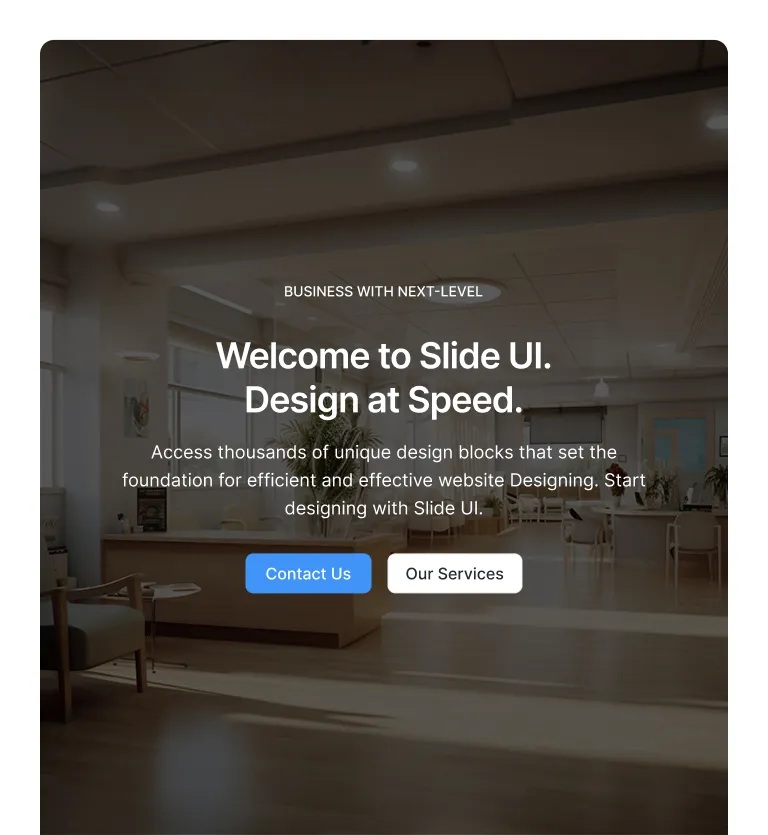 BUSINESS WITH NEXT-LEVEL
Welcome to Slide UI.
Design at Speed.
Access thousands of unique design blocks that set the
foundation for efficient and effective website Designing. Start
designing with Slide UI.
Contact Us
Our Services